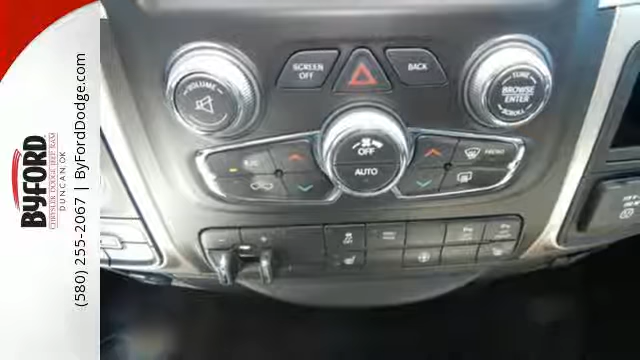 BYFORD
CHRYSLER DODGE JEEP RAM
DUNCAN, OK
(580) 255-2067 | ByFordDodge.com
SCREEN
OFF
BACK
VOLUME
TUNE
BROWSE
ENTER
SCROLL
OFF
AUTO
A/C
FRONT